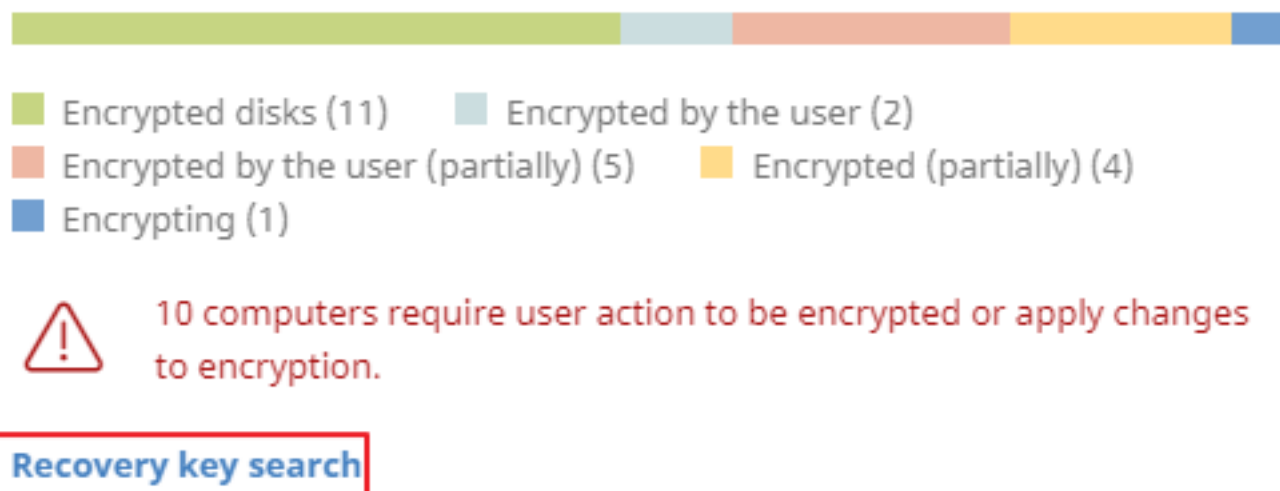 Encrypted disks (11) Encrypted by the user (2)
Encrypted by the user (partially) (5) Encrypted (partially) (4)
Encrypting (1)
10 computers require user action to be encrypted or apply changes
to encryption.
Recovery key search